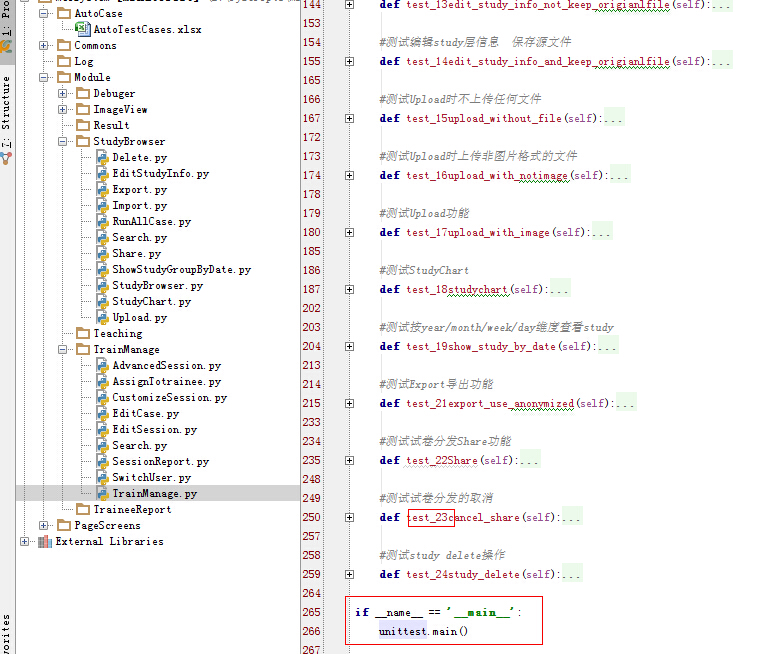 1: Pro
7: Structure
vorites
AutoCase
AutoTestCases.xlsx
Commons
Log
Module
Debuger
ImageView
Result
StudyBrowser
Delete.py
EditStudyInfo.py
Export.py
Import.py
RunAllCase.py
Search.py
Share.py
ShowStudyGroupByDate.py
StudyBrowser.py
StudyChart.py
Upload.py
Teaching
TrainManage
AdvancedSession.py
AssignTotrainee.py
CustomizeSession.py
EditCase.py
EditSession.py
Search.py
SessionReport.py
SwitchUser.py
TrainManage.py
TraineeReport
PageScreens
External Libraries
144 def test_13edit_study_info_not_keep_origianlfile(self):...
153
154 #测试编辑study层信息 保存源文件
155 def test_14edit_study_info_and_keep_origianlfile(self):...
165
166 #测试Upload时不上传任何文件
167 def test_15upload_without_file(self):...
172
173 #测试Upload时上传非图片格式的文件
174 def test_16upload_with_notimage(self):...
178
179 #测试Upload功能
180 def test_17upload_with_image(self):...
185
186 #测试StudyChart
187 def test_18studychart(self):...
202
203 #测试按year/month/week/day维度查看study
204 def test_19show_study_by_date(self):...
213
214 #测试Export导出功能
215 def test_21export_use_anonymized(self):...
233
234 #测试试卷分发Share功能
235 def test_22Share(self):...
248
249 #测试试卷分发的取消
250 def test_23cancel_share(self):...
257
258 #测试study delete操作
259 def test_24study_delete(self):...
264
265 if __name__ == '__main__':
266 unittest.main()
267